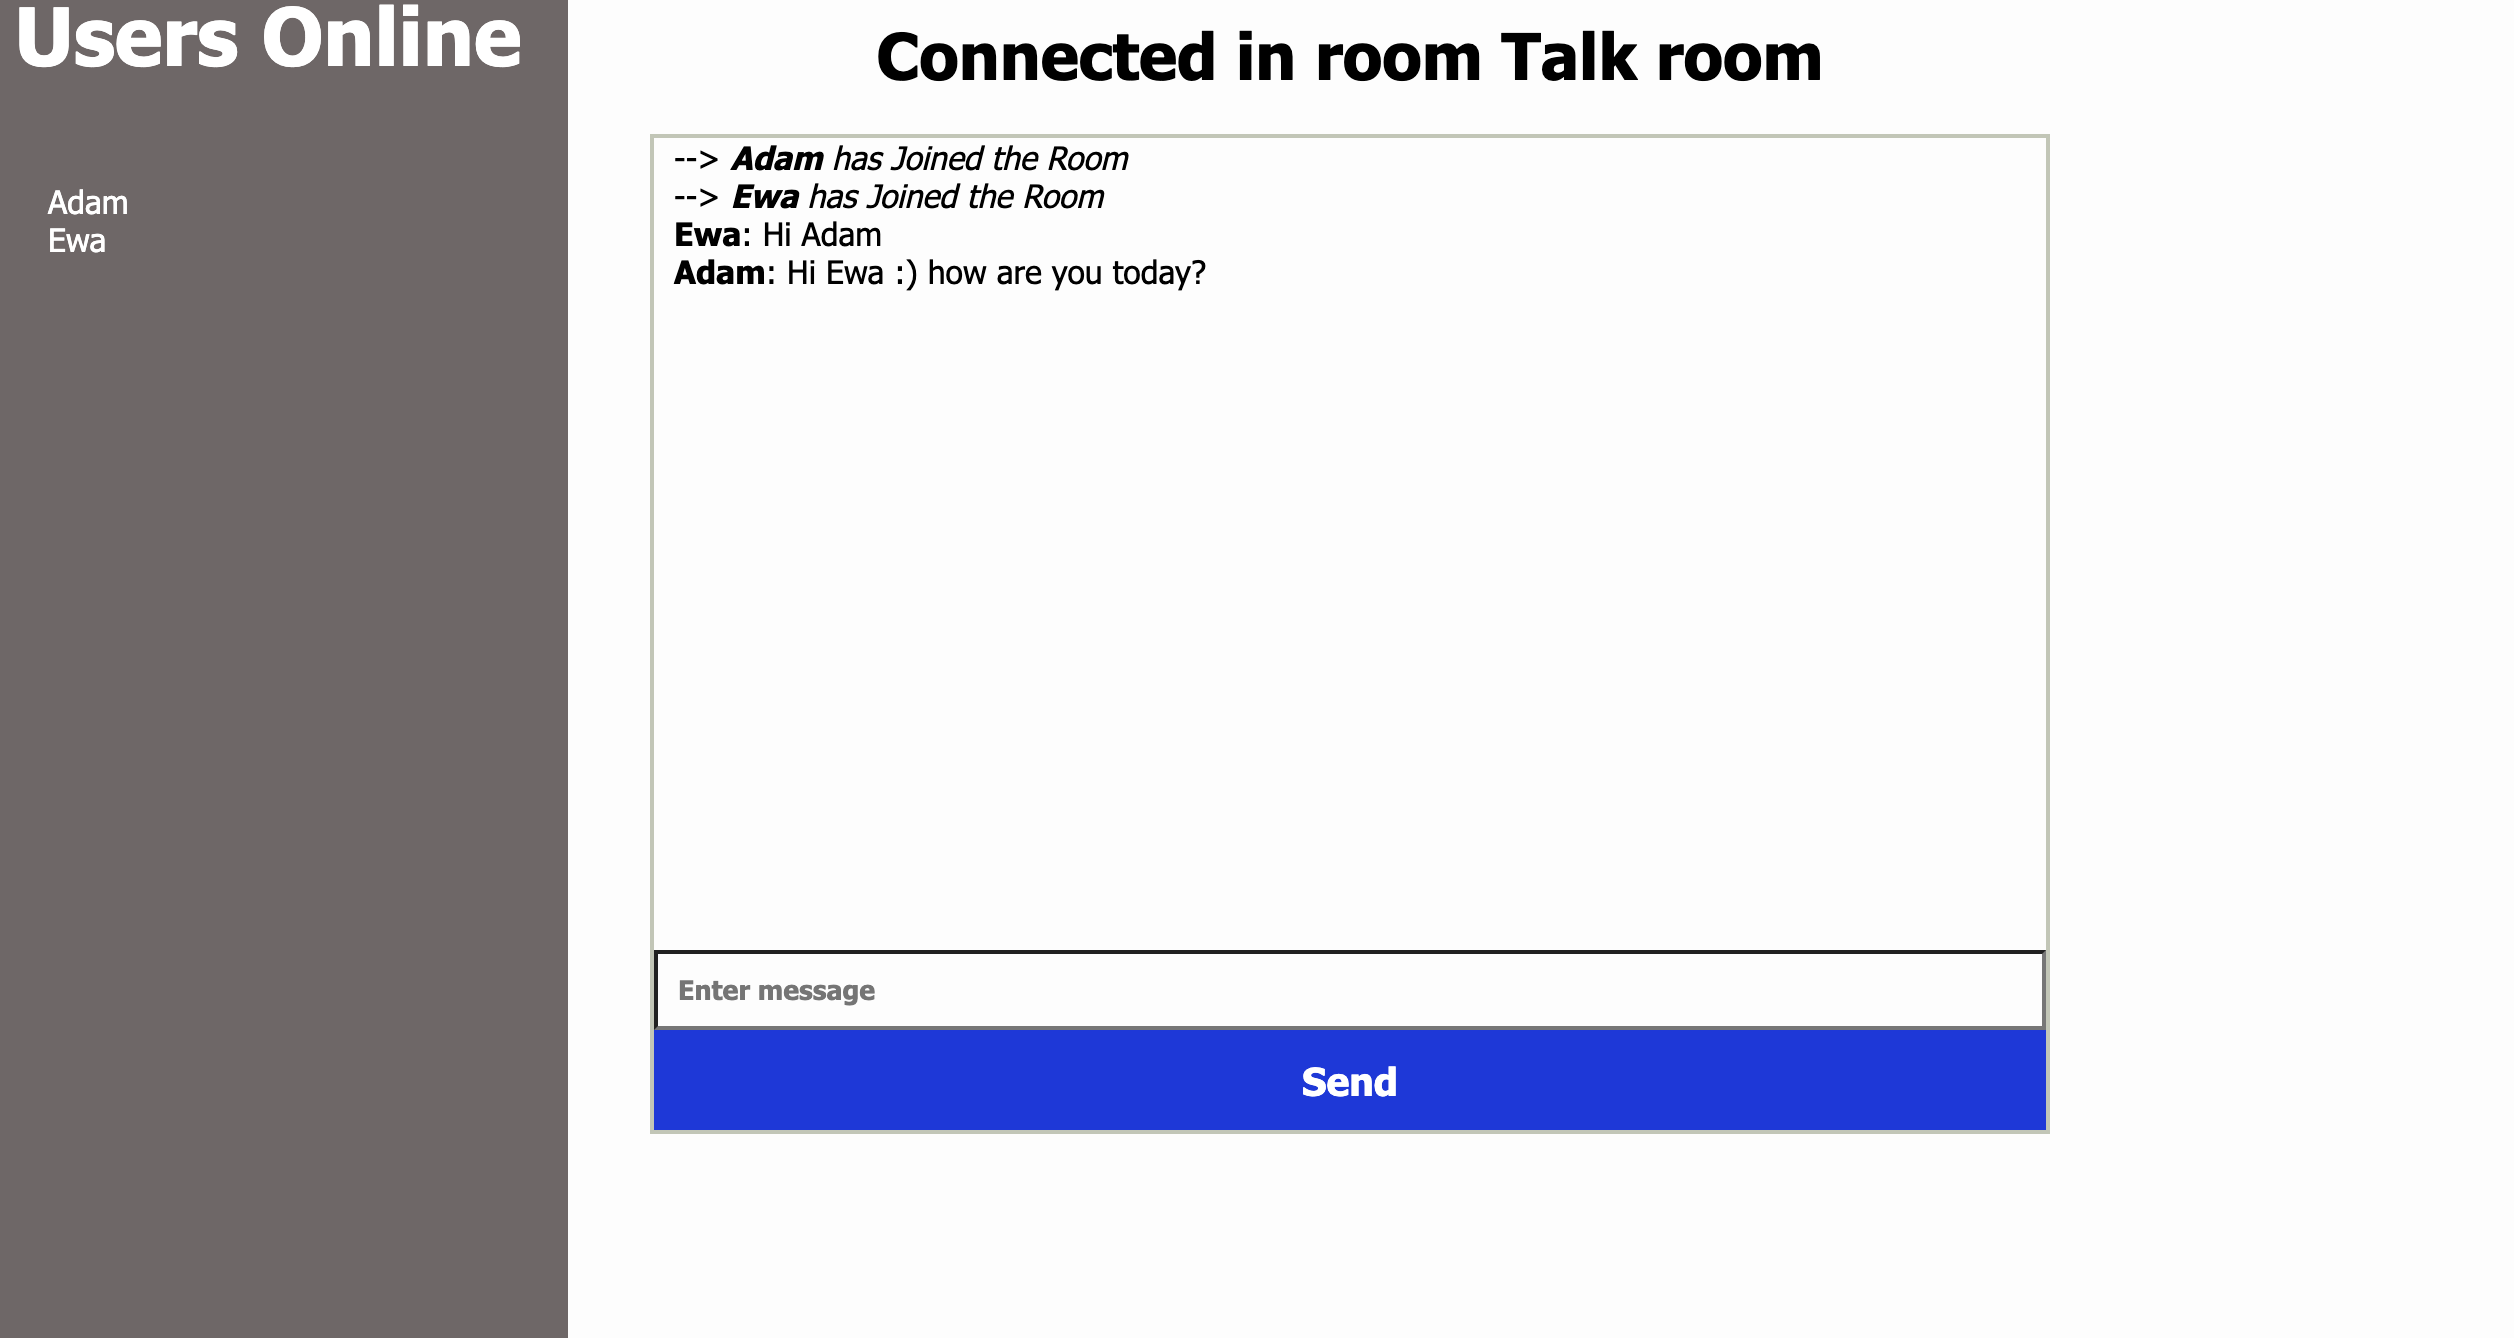 Users Online
Adam
Ewa
Connected in room Talk room
--> Adam has Joined the Room
--> Ewa has Joined the Room
Ewa: Hi Adam
Adam: Hi Ewa :) how are you today?
Enter message
Send